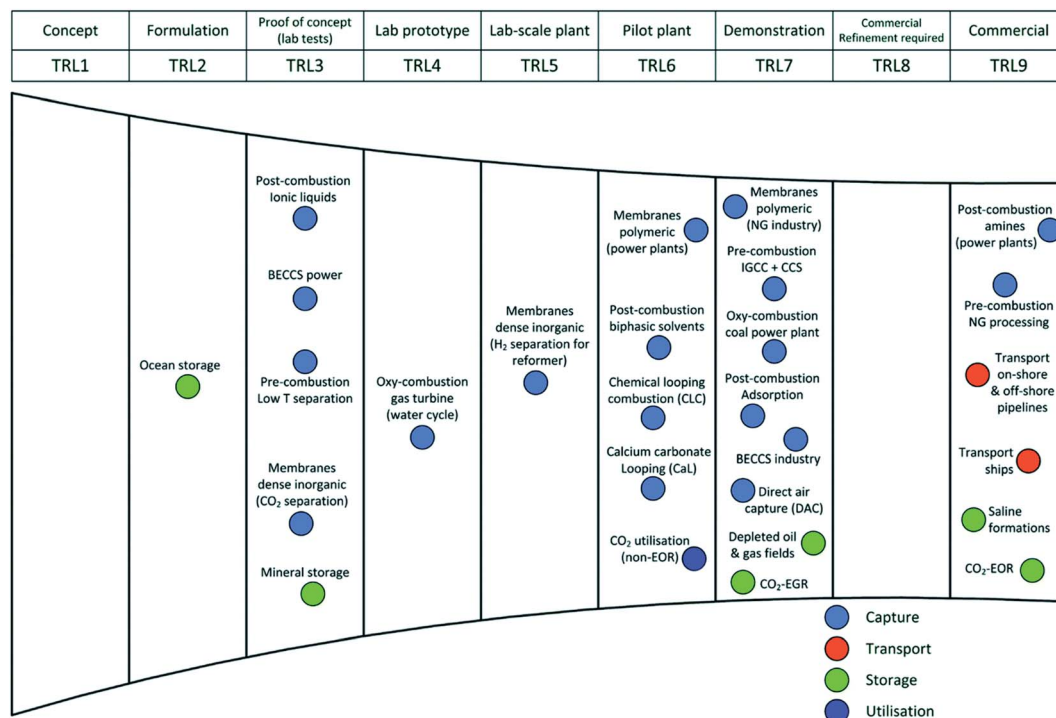 Concept
Formulation
Proof of concept
(lab tests)
Lab prototype
Lab-scale plant
Pilot plant
Demonstration
Commercial
Refinement required
Commercial
TRL1
TRL2
TRL3
TRL4
TRL5
TRL6
TRL7
TRL8
TRL9
Ocean storage
Post-combustion
Ionic liquids
BECCS power
Pre-combustion
Low T separation
Membranes
dense inorganic
(CO₂ separation)
Mineral storage
Oxy-combustion
gas turbine
(water cycle)
Membranes
dense inorganic
(H₂ separation for
reformer)
Membranes
polymeric
(power plants)
Post-combustion
biphasic solvents
Chemical looping
combustion (CLC)
Calcium carbonate
Looping (CaL)
CO₂ utilisation
(non-EOR)
Membranes
polymeric
(NG industry)
Pre-combustion
IGCC + CCS
Oxy-combustion
coal power plant
Post-combustion
Adsorption
BECCS industry
Direct air
capture (DAC)
Depleted oil
& gas fields
CO₂-EGR
Post-combustion
amines
(power plants)
Pre-combustion
NG processing
Transport
on-shore
& off-shore
pipelines
Transport
ships
Saline
formations
CO₂-EOR
Capture
Transport
Storage
Utilisation